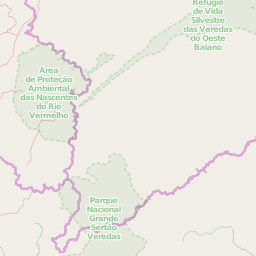 Refúgio
de Vida
Silvestre
das Veredas
do Oeste
Baiano
Área
de Proteção
Ambiental
das Nascentes
do Rio
Vermelho
Parque
Nacional
Grande
Sertão
Veredas